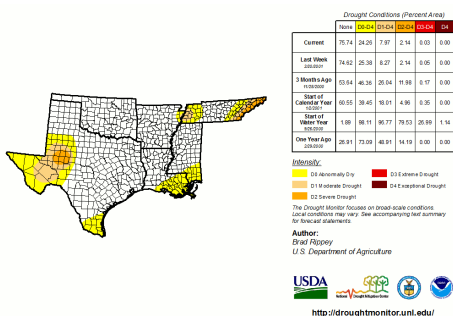 Drought Conditions (Percent Area)
None D0-D4 D1-D4 D2-D4 D3-D4 D4
Current 75.74 24.26 7.97 2.14 0.03 0.00
Last Week 74.62 25.38 8.27 2.14 0.05 0.00
3 Months Ago 53.64 46.36 26.04 11.98 0.17 0.00
Start of
Calendar Year 60.55 39.45 18.01 4.96 0.35 0.00
Start of
Water Year 1.89 98.11 96.77 79.53 26.99 1.14
One Year Ago 26.91 73.09 48.91 14.19 0.00 0.00
Intensity:
D0 Abnormally Dry D3 Extreme Drought
D1 Moderate Drought D4 Exceptional Drought
D2 Severe Drought
The Drought Monitor focuses on broad-scale conditions.
Local conditions may vary. See accompanying text summary
for forecast statements.
Author:
Brad Rippey
U.S. Department of Agriculture
USDA
National Drought Mitigation Center
http://droughtmonitor.unl.edu/